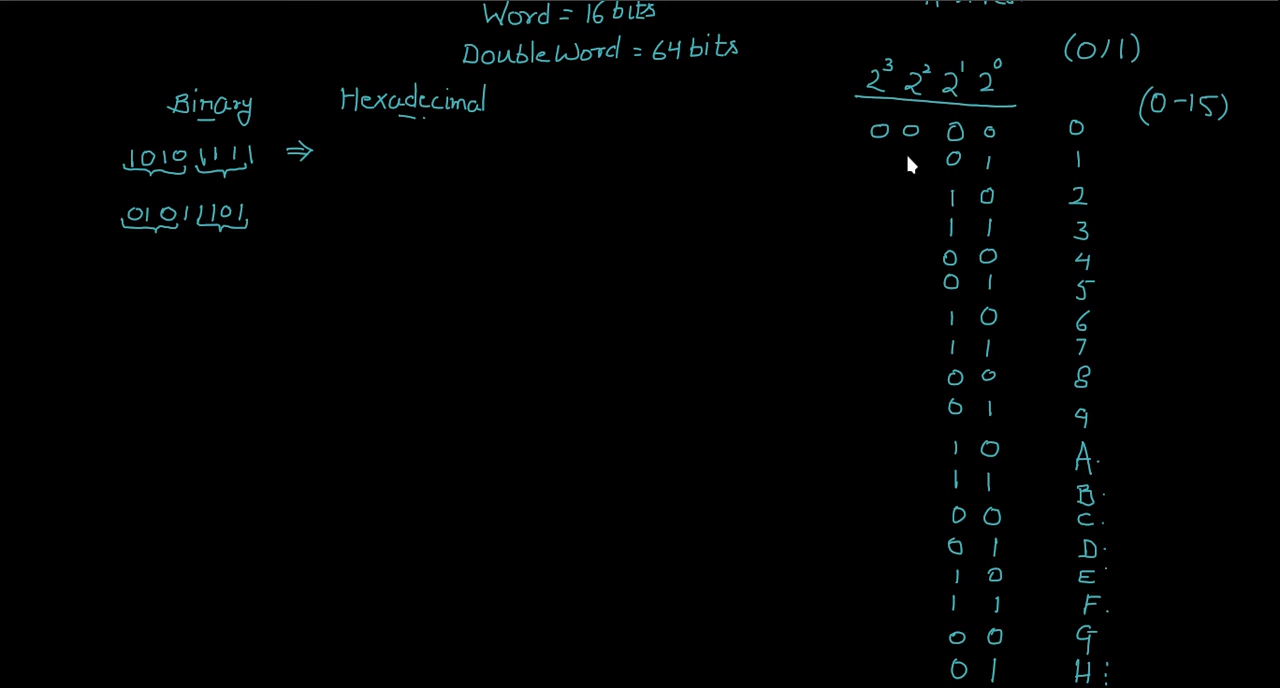 Word = 16 bits
Double Word = 64 bits
(0/1)
2³ 2² 2¹ 2⁰
Binary Hexadecimal
(0-15)
0 0 0 0 0
1010 1111 ⇒
0 1 1
1 0 2
0101 1101
1 1 3
0 0 4
0 1 5
1 0 6
1 1 7
0 0 8
0 1 9
1 0 A.
1 1 B.
0 0 C.
0 1 D.
1 0 E
1 1 F.
0 0 G
0 1 H